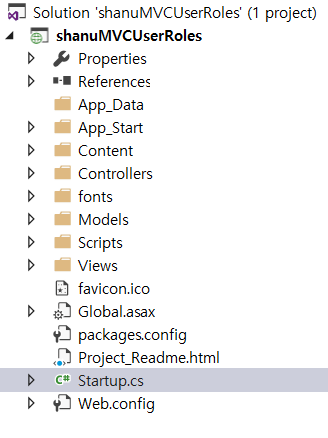 Solution 'shanuMVCUserRoles' (1 project)
shanuMVCUserRoles
Properties
References
App_Data
App_Start
Content
Controllers
fonts
Models
Scripts
Views
favicon.ico
Global.asax
packages.config
Project_Readme.html
C# Startup.cs
Web.config